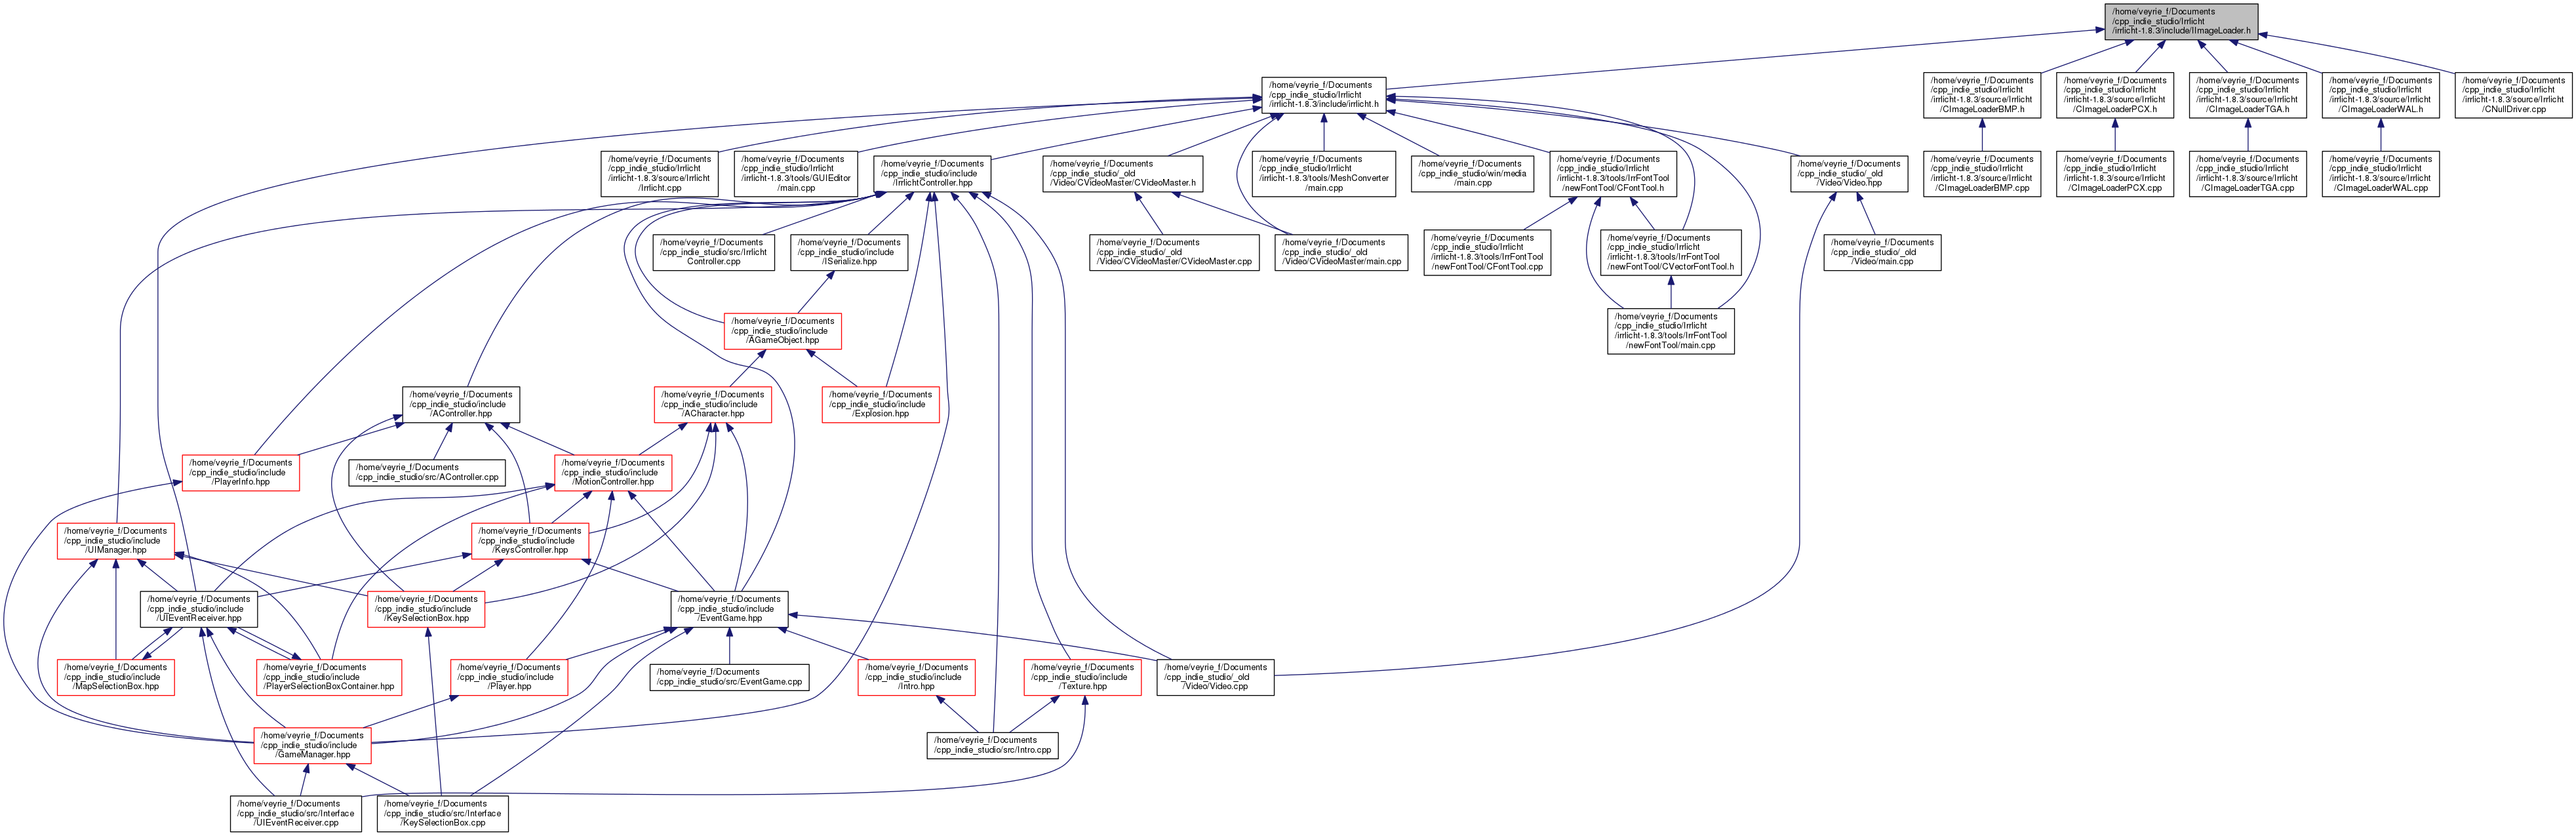 /home/veyrie_f/Documents
/cpp_indie_studio/Irrlicht
/irrlicht-1.8.3/include/IImageLoader.h
/home/veyrie_f/Documents
/cpp_indie_studio/Irrlicht
/irrlicht-1.8.3/include/irrlicht.h
/home/veyrie_f/Documents
/cpp_indie_studio/Irrlicht
/irrlicht-1.8.3/source/Irrlicht
/CImageLoaderBMP.h
/home/veyrie_f/Documents
/cpp_indie_studio/Irrlicht
/irrlicht-1.8.3/source/Irrlicht
/CImageLoaderPCX.h
/home/veyrie_f/Documents
/cpp_indie_studio/Irrlicht
/irrlicht-1.8.3/source/Irrlicht
/CImageLoaderTGA.h
/home/veyrie_f/Documents
/cpp_indie_studio/Irrlicht
/irrlicht-1.8.3/source/Irrlicht
/CImageLoaderWAL.h
/home/veyrie_f/Documents
/cpp_indie_studio/Irrlicht
/irrlicht-1.8.3/source/Irrlicht
/CNullDriver.cpp
/home/veyrie_f/Documents
/cpp_indie_studio/Irrlicht
/irrlicht-1.8.3/source/Irrlicht
/Irrlicht.cpp
/home/veyrie_f/Documents
/cpp_indie_studio/Irrlicht
/irrlicht-1.8.3/tools/GUIEditor
/main.cpp
/home/veyrie_f/Documents
/cpp_indie_studio/include
/IrrlichtController.hpp
/home/veyrie_f/Documents
/cpp_indie_studio/_old
/Video/CVideoMaster/CVideoMaster.h
/home/veyrie_f/Documents
/cpp_indie_studio/Irrlicht
/irrlicht-1.8.3/tools/MeshConverter
/main.cpp
/home/veyrie_f/Documents
/cpp_indie_studio/win/media
/main.cpp
/home/veyrie_f/Documents
/cpp_indie_studio/Irrlicht
/irrlicht-1.8.3/tools/IrrFontTool
/newFontTool/CFontTool.h
/home/veyrie_f/Documents
/cpp_indie_studio/_old
/Video/Video.hpp
/home/veyrie_f/Documents
/cpp_indie_studio/Irrlicht
/irrlicht-1.8.3/source/Irrlicht
/CImageLoaderBMP.cpp
/home/veyrie_f/Documents
/cpp_indie_studio/Irrlicht
/irrlicht-1.8.3/source/Irrlicht
/CImageLoaderPCX.cpp
/home/veyrie_f/Documents
/cpp_indie_studio/Irrlicht
/irrlicht-1.8.3/source/Irrlicht
/CImageLoaderTGA.cpp
/home/veyrie_f/Documents
/cpp_indie_studio/Irrlicht
/irrlicht-1.8.3/source/Irrlicht
/CImageLoaderWAL.cpp
/home/veyrie_f/Documents
/cpp_indie_studio/src/Irrlicht
Controller.cpp
/home/veyrie_f/Documents
/cpp_indie_studio/include
/ISerialize.hpp
/home/veyrie_f/Documents
/cpp_indie_studio/_old
/Video/CVideoMaster/CVideoMaster.cpp
/home/veyrie_f/Documents
/cpp_indie_studio/_old
/Video/CVideoMaster/main.cpp
/home/veyrie_f/Documents
/cpp_indie_studio/Irrlicht
/irrlicht-1.8.3/tools/IrrFontTool
/newFontTool/CFontTool.cpp
/home/veyrie_f/Documents
/cpp_indie_studio/Irrlicht
/irrlicht-1.8.3/tools/IrrFontTool
/newFontTool/CVectorFontTool.h
/home/veyrie_f/Documents
/cpp_indie_studio/_old
/Video/main.cpp
/home/veyrie_f/Documents
/cpp_indie_studio/include
/AGameObject.hpp
/home/veyrie_f/Documents
/cpp_indie_studio/Irrlicht
/irrlicht-1.8.3/tools/IrrFontTool
/newFontTool/main.cpp
/home/veyrie_f/Documents
/cpp_indie_studio/include
/AController.hpp
/home/veyrie_f/Documents
/cpp_indie_studio/include
/ACharacter.hpp
/home/veyrie_f/Documents
/cpp_indie_studio/include
/Explosion.hpp
/home/veyrie_f/Documents
/cpp_indie_studio/include
/PlayerInfo.hpp
/home/veyrie_f/Documents
/cpp_indie_studio/src/AController.cpp
/home/veyrie_f/Documents
/cpp_indie_studio/include
/MotionController.hpp
/home/veyrie_f/Documents
/cpp_indie_studio/include
/UIManager.hpp
/home/veyrie_f/Documents
/cpp_indie_studio/include
/KeysController.hpp
/home/veyrie_f/Documents
/cpp_indie_studio/include
/UIEventReceiver.hpp
/home/veyrie_f/Documents
/cpp_indie_studio/include
/KeySelectionBox.hpp
/home/veyrie_f/Documents
/cpp_indie_studio/include
/EventGame.hpp
/home/veyrie_f/Documents
/cpp_indie_studio/include
/MapSelectionBox.hpp
/home/veyrie_f/Documents
/cpp_indie_studio/include
/PlayerSelectionBoxContainer.hpp
/home/veyrie_f/Documents
/cpp_indie_studio/include
/Player.hpp
/home/veyrie_f/Documents
/cpp_indie_studio/src/EventGame.cpp
/home/veyrie_f/Documents
/cpp_indie_studio/include
/Intro.hpp
/home/veyrie_f/Documents
/cpp_indie_studio/include
/Texture.hpp
/home/veyrie_f/Documents
/cpp_indie_studio/_old
/Video/Video.cpp
/home/veyrie_f/Documents
/cpp_indie_studio/include
/GameManager.hpp
/home/veyrie_f/Documents
/cpp_indie_studio/src/Intro.cpp
/home/veyrie_f/Documents
/cpp_indie_studio/src/Interface
/UIEventReceiver.cpp
/home/veyrie_f/Documents
/cpp_indie_studio/src/Interface
/KeySelectionBox.cpp